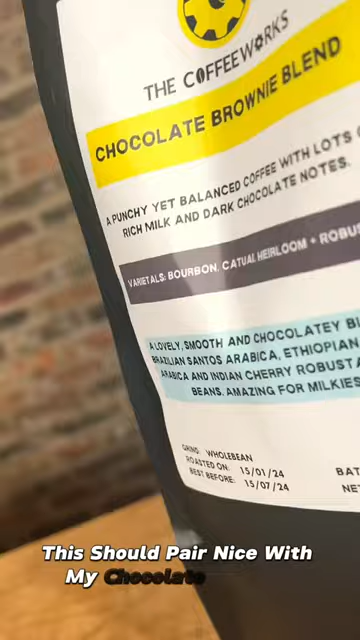 THE COFFEEWORKS
CHOCOLATE BROWNIE BLEND
A PUNCHY YET BALANCED COFFEE WITH LOTS
RICH MILK AND DARK CHOCOLATE NOTES.
VARIETALS: BOURBON, CATUAI, HEIRLOOM + ROBUS
A LOVELY, SMOOTH AND CHOCOLATEY
BRAZILIAN SANTOS ARABICA, ETHIOPIAN
ARABICA AND INDIAN CHERRY ROBUSTA
BEANS. AMAZING FOR MILKIES
GRIND: WHOLEBEAN
ROASTED ON: 15/01/24
BEST BEFORE: 15/07/24
BAT
NET
This Should Pair Nice With
My Chocolate